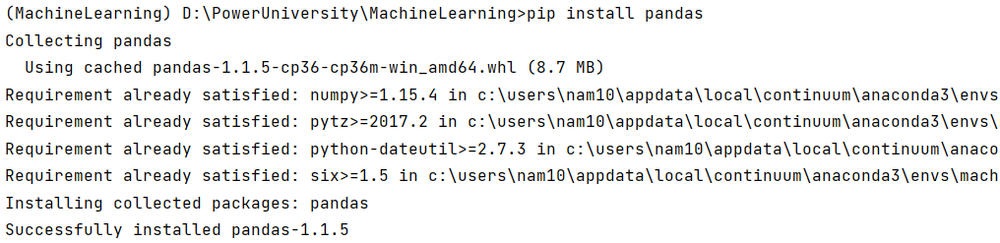 (MachineLearning) D:\PowerUniversity\MachineLearning>pip install pandas
Collecting pandas
  Using cached pandas-1.1.5-cp36-cp36m-win_amd64.whl (8.7 MB)
Requirement already satisfied: numpy>=1.15.4 in c:\users\nam10\appdata\local\continuum\anaconda3\envs
Requirement already satisfied: pytz>=2017.2 in c:\users\nam10\appdata\local\continuum\anaconda3\envs\
Requirement already satisfied: python-dateutil>=2.7.3 in c:\users\nam10\appdata\local\continuum\anaco
Requirement already satisfied: six>=1.5 in c:\users\nam10\appdata\local\continuum\anaconda3\envs\mach
Installing collected packages: pandas
Successfully installed pandas-1.1.5